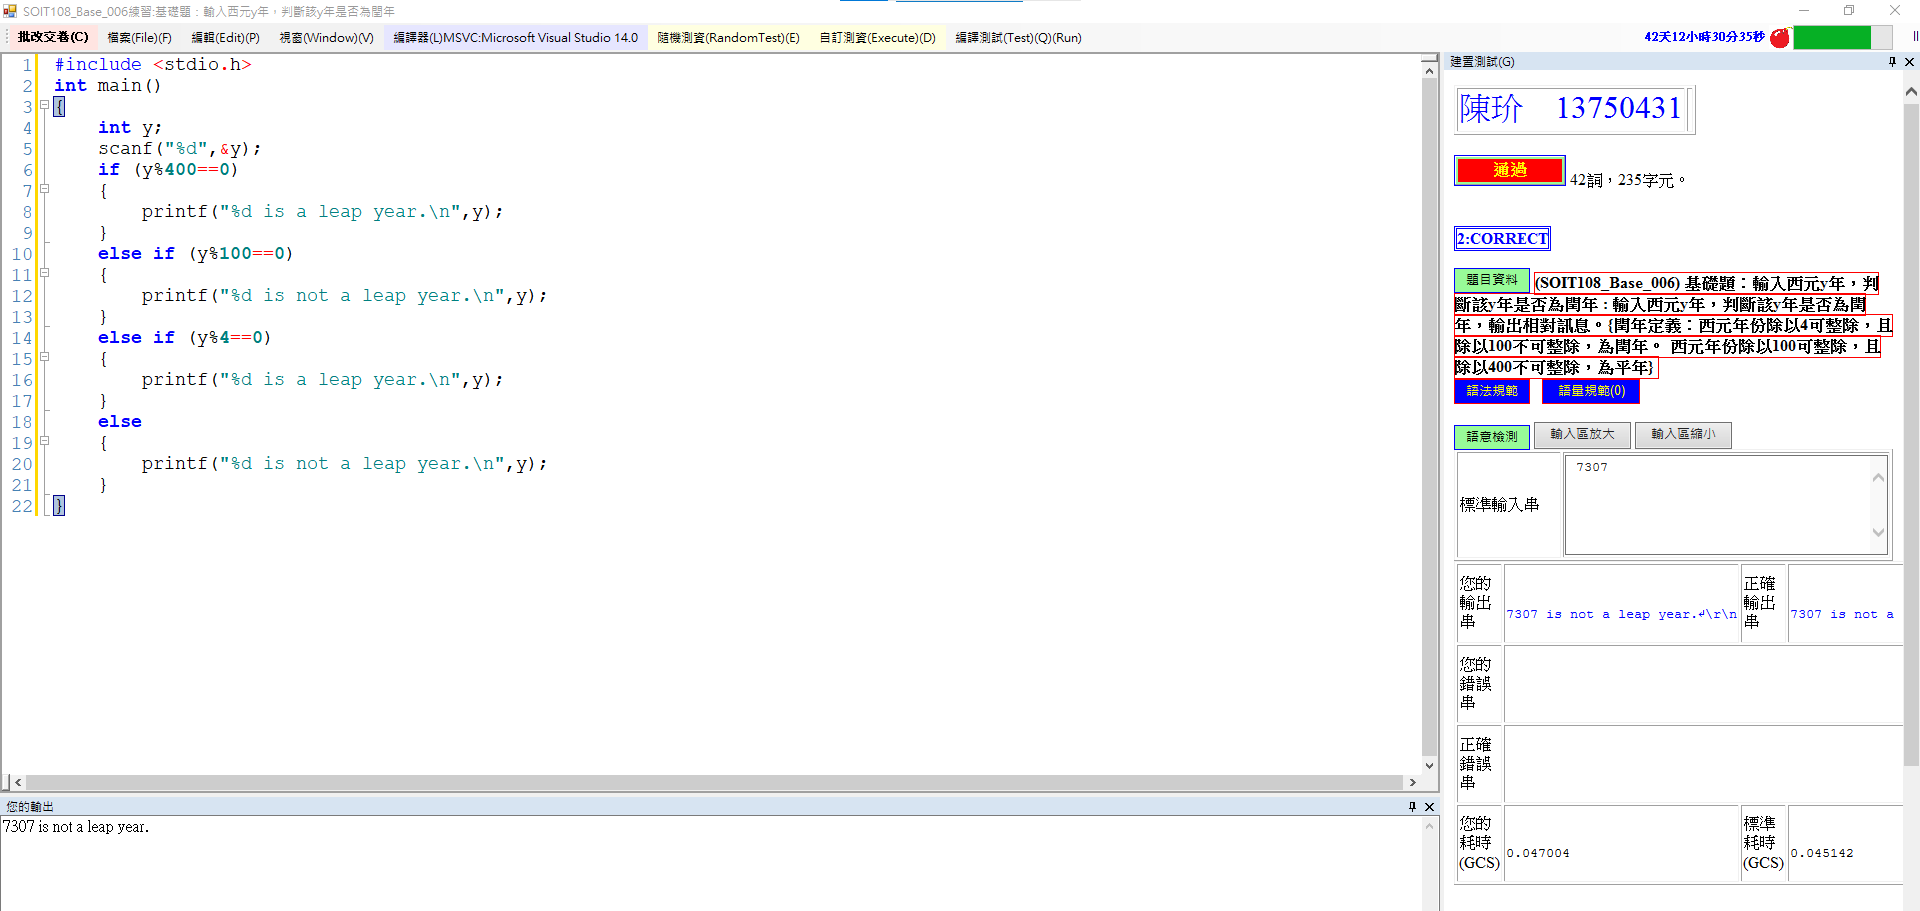 SOIT108_Base_006練習:基礎題：輸入西元y年，判斷該y年是否為閏年
批改交卷(C) 檔案(File)(F) 編輯(Edit)(P) 視窗(Window)(V) 編譯器(L)MSVC:Microsoft Visual Studio 14.0 隨機測資(RandomTest)(E) 自訂測資(Execute)(D) 編譯測試(Test)(Q)(Run) 42天12小時30分35秒
1 #include <stdio.h>
2 int main()
3 {
4 int y;
5 scanf("%d",&y);
6 if (y%400==0)
7 {
8 printf("%d is a leap year.\n",y);
9 }
10 else if (y%100==0)
11 {
12 printf("%d is not a leap year.\n",y);
13 }
14 else if (y%4==0)
15 {
16 printf("%d is a leap year.\n",y);
17 }
18 else
19 {
20 printf("%d is not a leap year.\n",y);
21 }
22 }
您的輸出
7307 is not a leap year.
建置測試(G)
陳玠 13750431
通過 42詞，235字元。
2:CORRECT
題目資料 (SOIT108_Base_006) 基礎題：輸入西元y年，判
斷該y年是否為閏年 : 輸入西元y年，判斷該y年是否為閏
年，輸出相對訊息。{閏年定義：西元年份除以4可整除，且
除以100不可整除，為閏年。 西元年份除以100可整除，且
除以400不可整除，為平年}
語法規範 語量規範(0)
語意檢測 輸入區放大 輸入區縮小
標準輸入串 7307
您的輸出串 7307 is not a leap year.↲\r\n 正確輸出串 7307 is not a
您的錯誤串
正確錯誤串
您的耗時(GCS) 0.047004 標準耗時(GCS) 0.045142